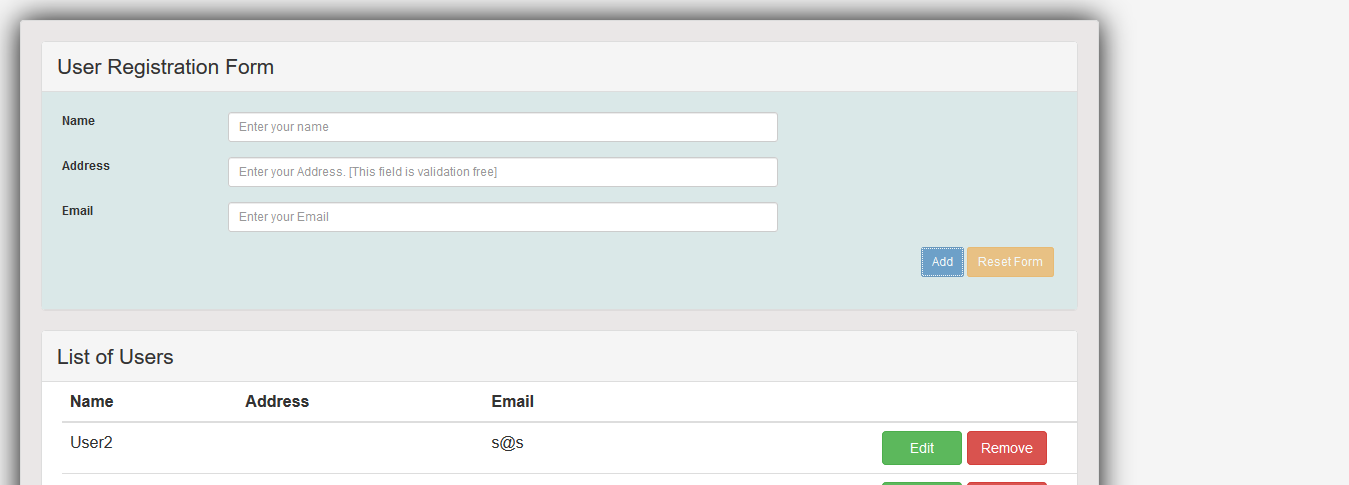 User Registration Form
Name
Enter your name
Address
Enter your Address. [This field is validation free]
Email
Enter your Email
Add Reset Form
List of Users
Name Address Email
User2 s@s Edit Remove